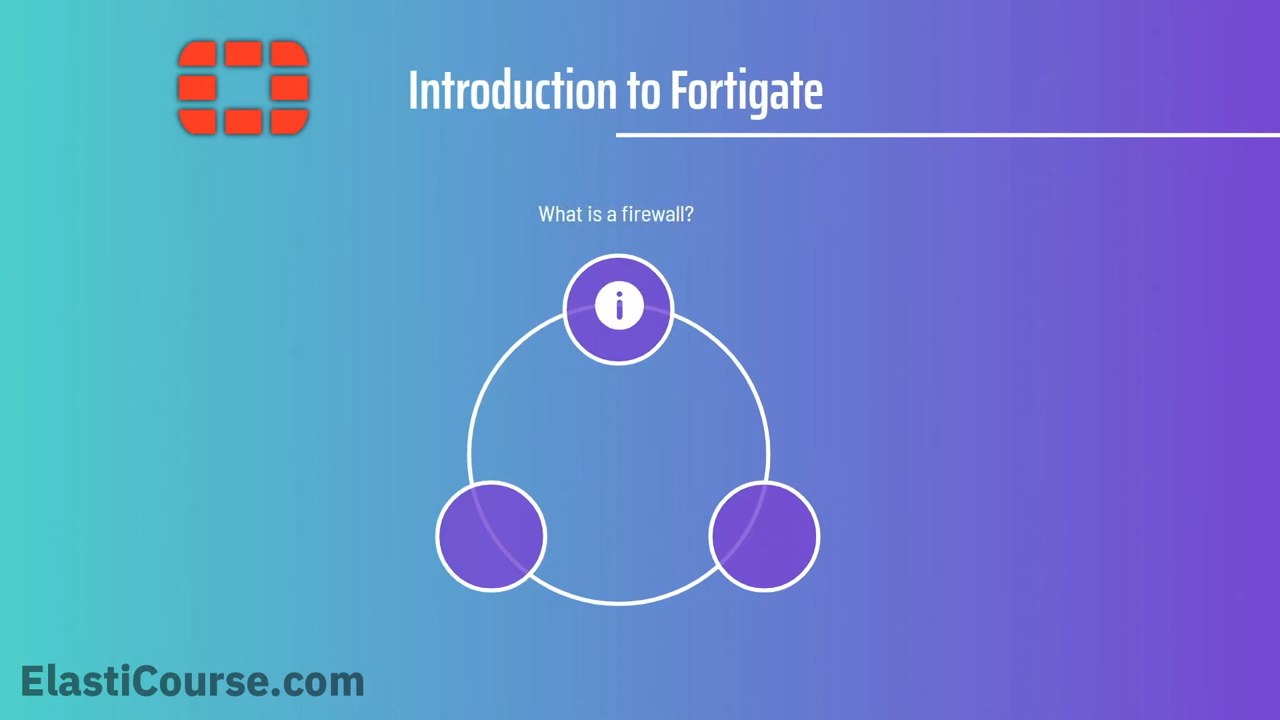 Introduction to Fortigate
What is a firewall?
ElastiCourse.com